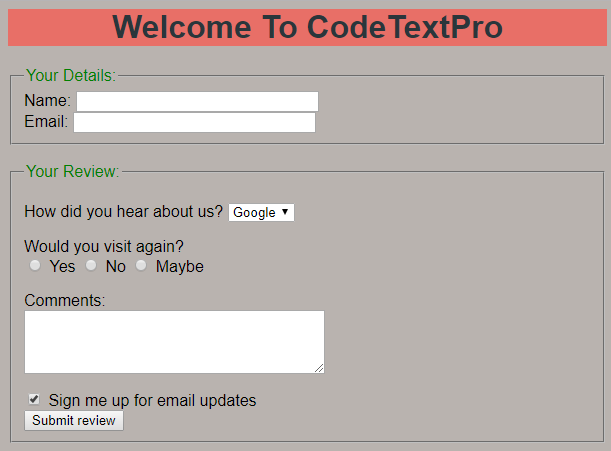 Welcome To CodeTextPro
Your Details:
Name:
Email:
Your Review:
How did you hear about us? Google
Would you visit again?
Yes No Maybe
Comments:
Sign me up for email updates
Submit review